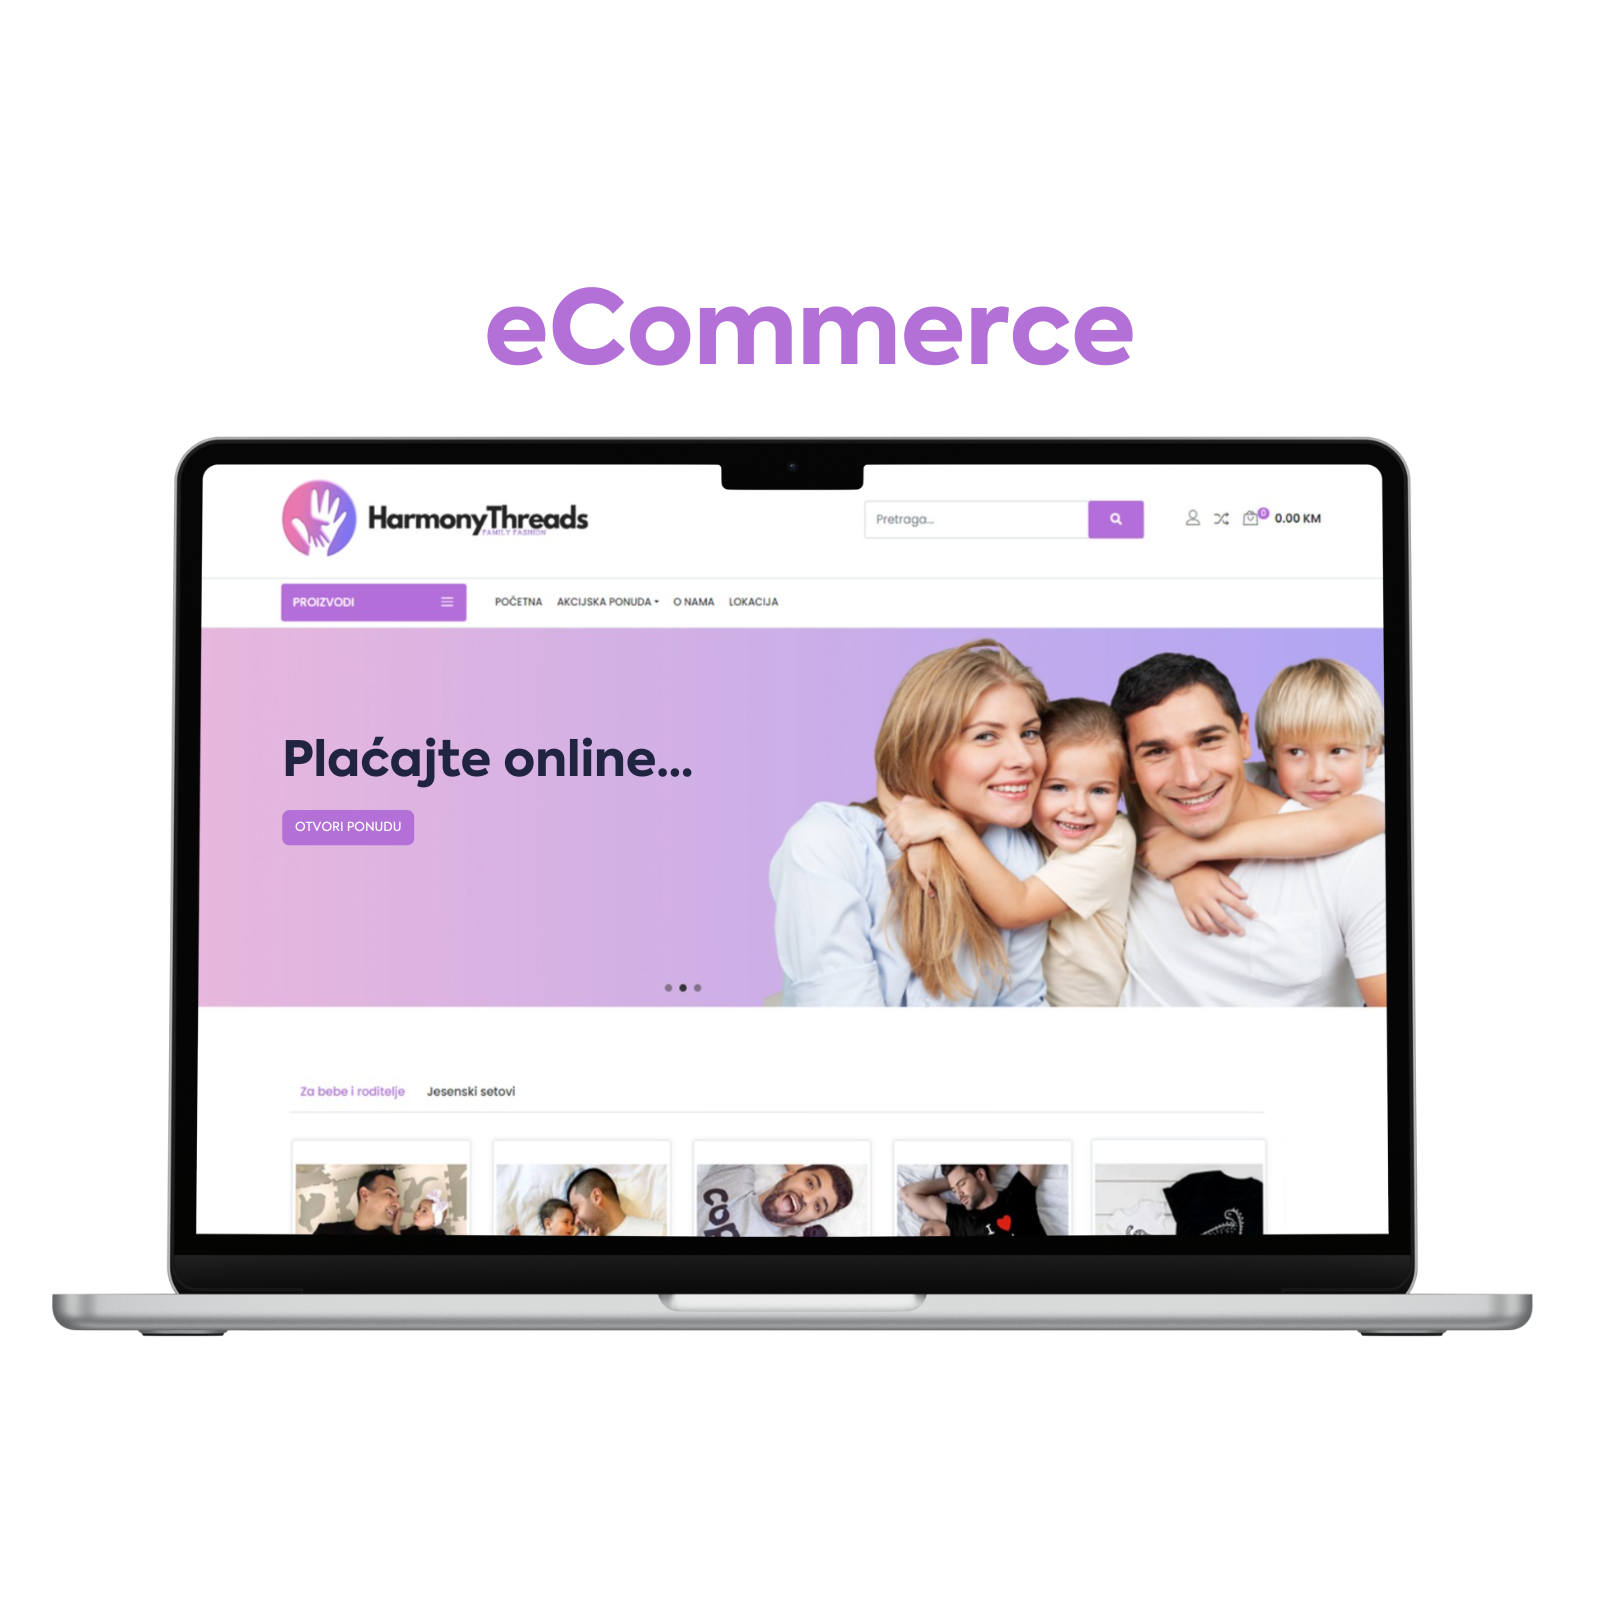 eCommerce
HarmonyThreads
FAMILY FASHION
Pretraga...
0
0.00 KM
PROIZVODI
POČETNA
AKCIJSKA PONUDA
O NAMA
LOKACIJA
Plaćajte online...
OTVORI PONUDU
Za bebe i roditelje
Jesenski setovi